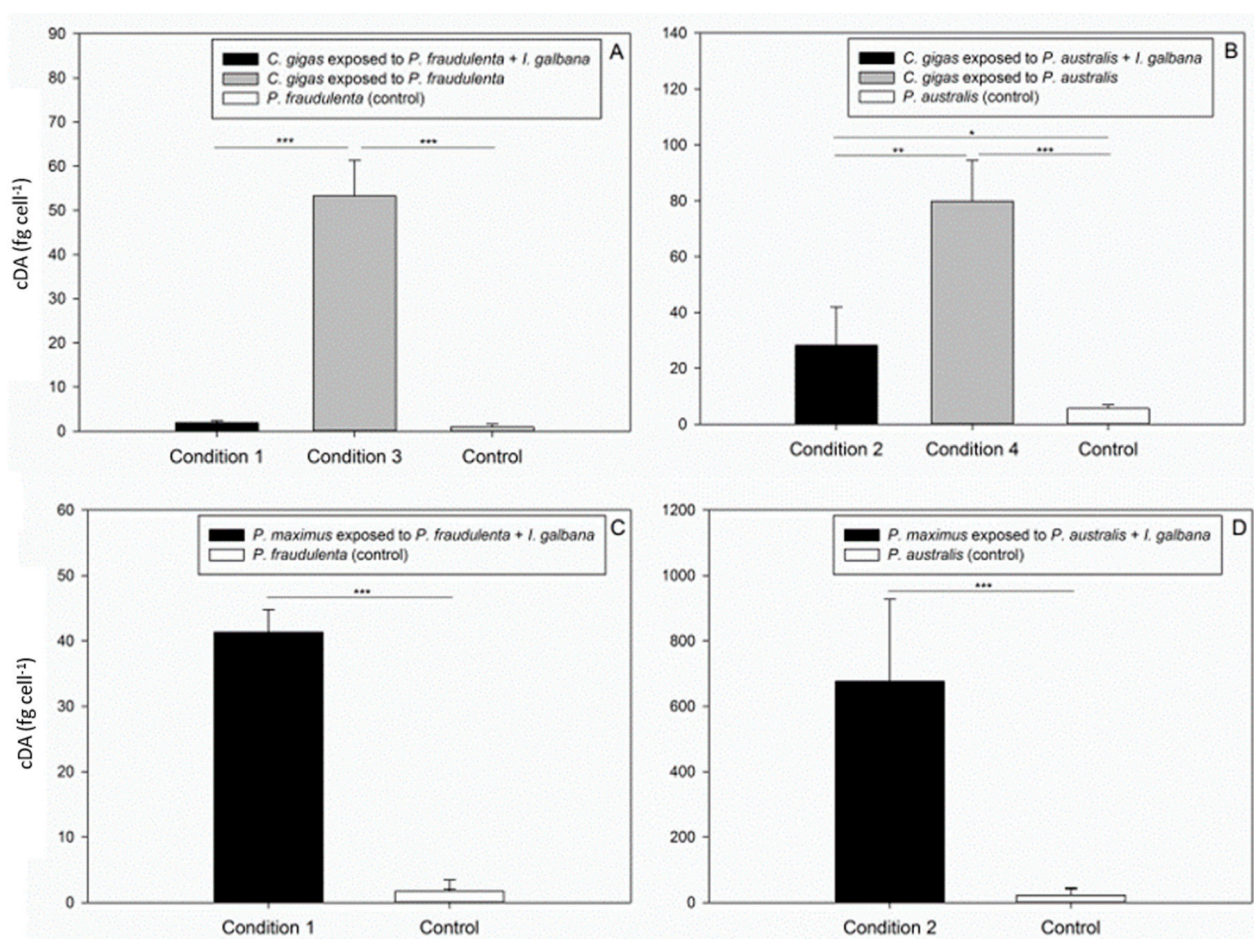 90
80
70
60
50
40
30
20
10
0
cDA (fg cell-1)
C. gigas exposed to P. fraudulenta + I. galbana
C. gigas exposed to P. fraudulenta
P. fraudulenta (control)
A
*** ***
Condition 1 Condition 3 Control
140
120
100
80
60
40
20
0
C. gigas exposed to P. australis + I. galbana
C. gigas exposed to P. australis
P. australis (control)
B
*
** ***
Condition 2 Condition 4 Control
60
50
40
30
20
10
0
cDA (fg cell-1)
P. maximus exposed to P. fraudulenta + I. galbana
P. fraudulenta (control)
C
***
Condition 1 Control
1200
1000
800
600
400
200
0
P. maximus exposed to P. australis + I. galbana
P. australis (control)
D
***
Condition 2 Control